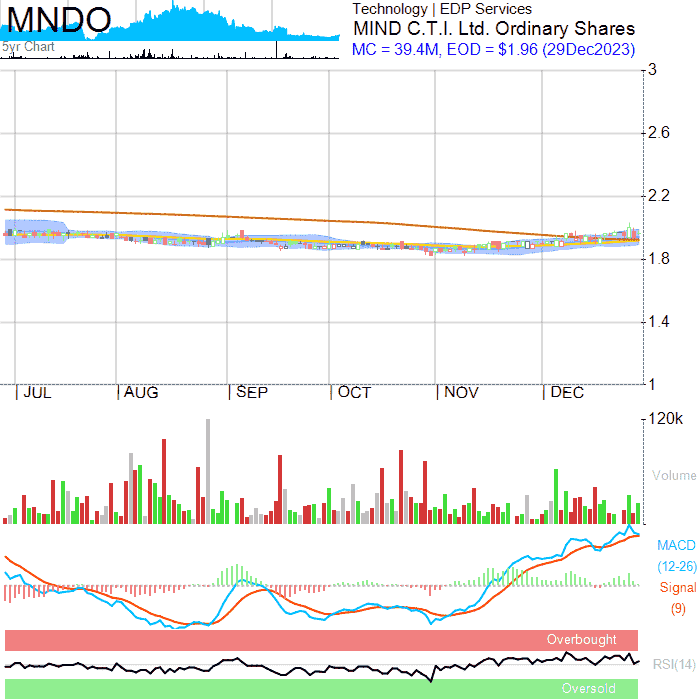 MNDO
5yr Chart
Technology | EDP Services
MIND C.T.I. Ltd. Ordinary Shares
MC = 39.4M, EOD = $1.96 (29Dec2023)
3
2.6
2.2
1.8
1.4
1
| JUL | AUG | SEP | OCT | NOV | DEC
120k
Volume
MACD
(12-26)
Signal
(9)
Overbought
RSI(14)
Oversold